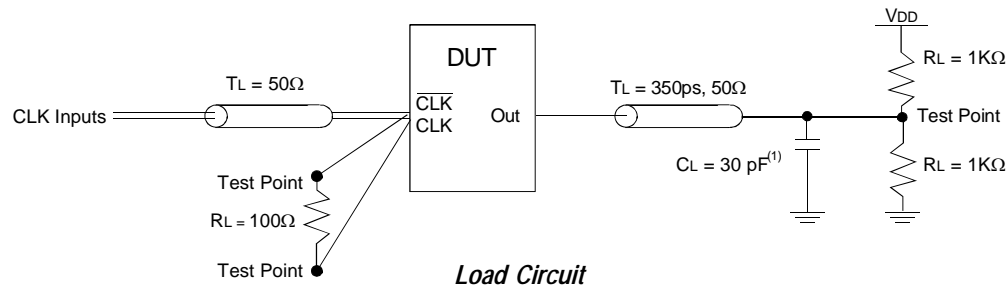 VDD
DUT
RL = 1KΩ
TL = 50Ω
TL = 350ps, 50Ω
CLK
CLK Inputs
CLK
Out
Test Point
CL = 30 pF(1)
RL = 1KΩ
Test Point
RL = 100Ω
Test Point
Load Circuit